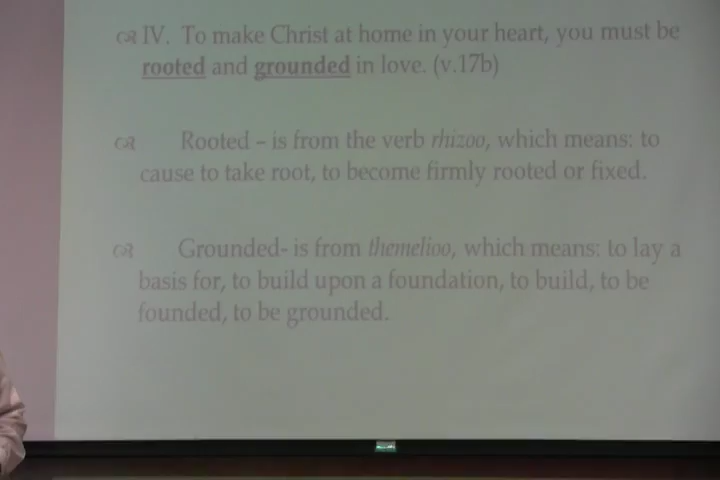 IV. To make Christ at home in your heart, you must be
rooted and grounded in love. (v.17b)
Rooted – is from the verb rhizoo, which means: to
cause to take root, to become firmly rooted or fixed.
Grounded- is from themelioo, which means: to lay a
basis for, to build upon a foundation, to build, to be
founded, to be grounded.